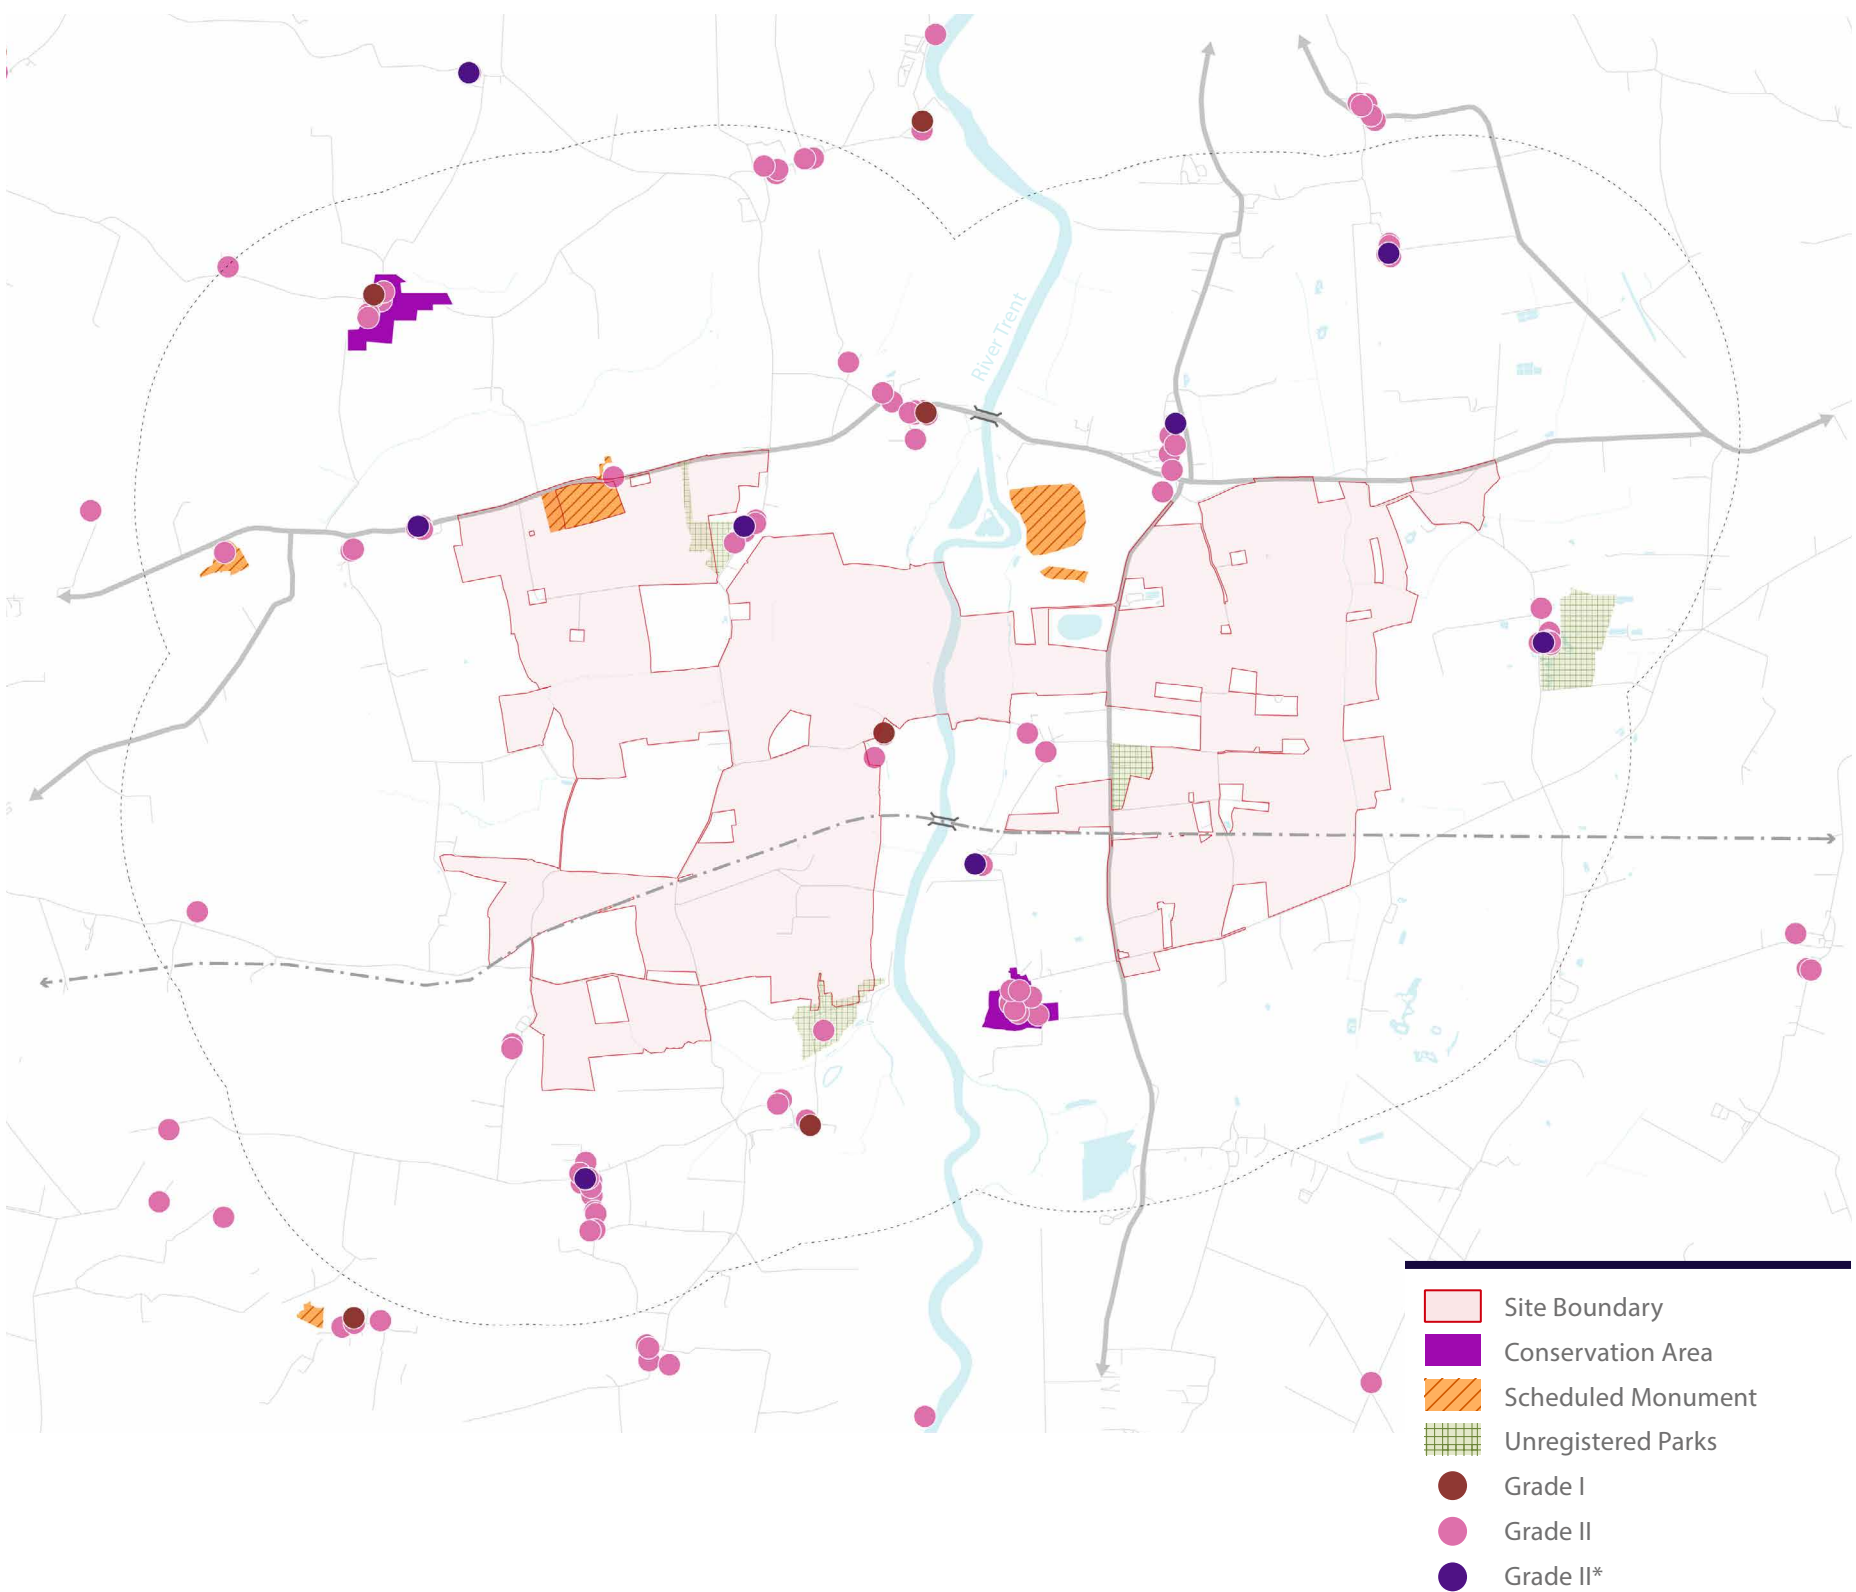 River Trent
Site Boundary
Conservation Area
Scheduled Monument
Unregistered Parks
Grade I
Grade II
Grade II*